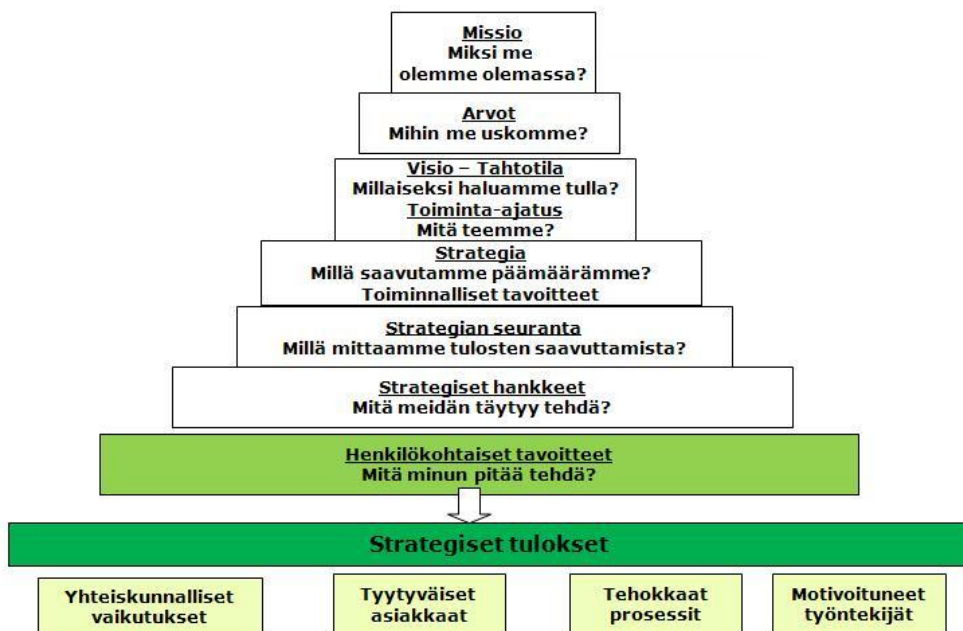 Missio
Miksi me
olemme olemassa?
Arvot
Mihin me uskomme?
Visio – Tahtotila
Millaiseksi haluamme tulla?
Toiminta-ajatus
Mitä teemme?
Strategia
Millä saavutamme päämäärämme?
Toiminnalliset tavoitteet
Strategian seuranta
Millä mittaamme tulosten saavuttamista?
Strategiset hankkeet
Mitä meidän täytyy tehdä?
Henkilökohtaiset tavoitteet
Mitä minun pitää tehdä?
Strategiset tulokset
Yhteiskunnalliset
vaikutukset
Tyytyväiset
asiakkaat
Tehokkaat
prosessit
Motivoituneet
työntekijät